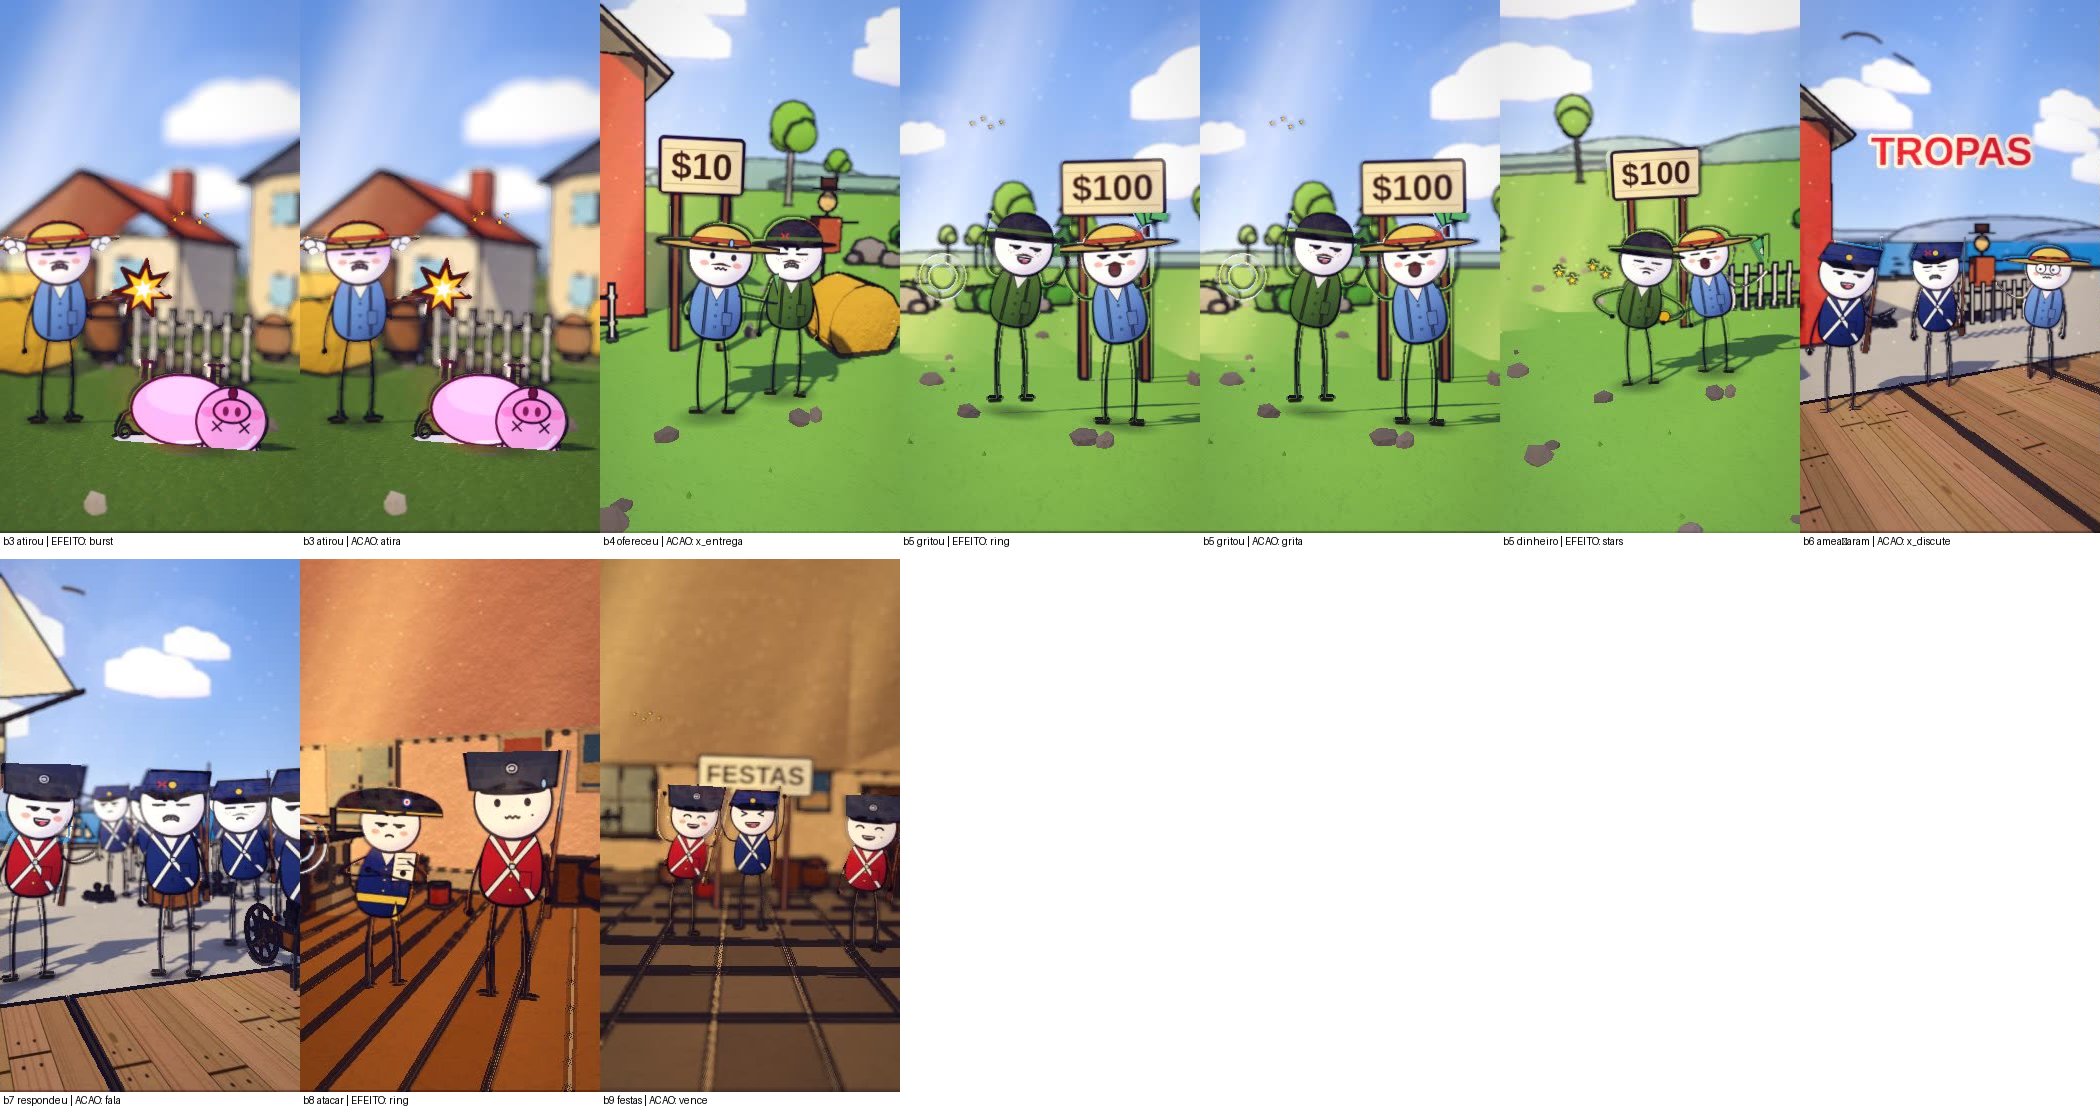 $10
$100
$100
$100
TROPAS
b3 atirou | EFEITO: burst
b3 atirou | ACAO: atira
b4 ofereceu | ACAO: x_entrega
b5 gritou | EFEITO: ring
b5 gritou | ACAO: grita
b5 dinheiro | EFEITO: stars
b6 amea□aram | ACAO: x_discute
FESTAS
b7 respondeu | ACAO: fala
b8 atacar | EFEITO: ring
b9 festas | ACAO: vence